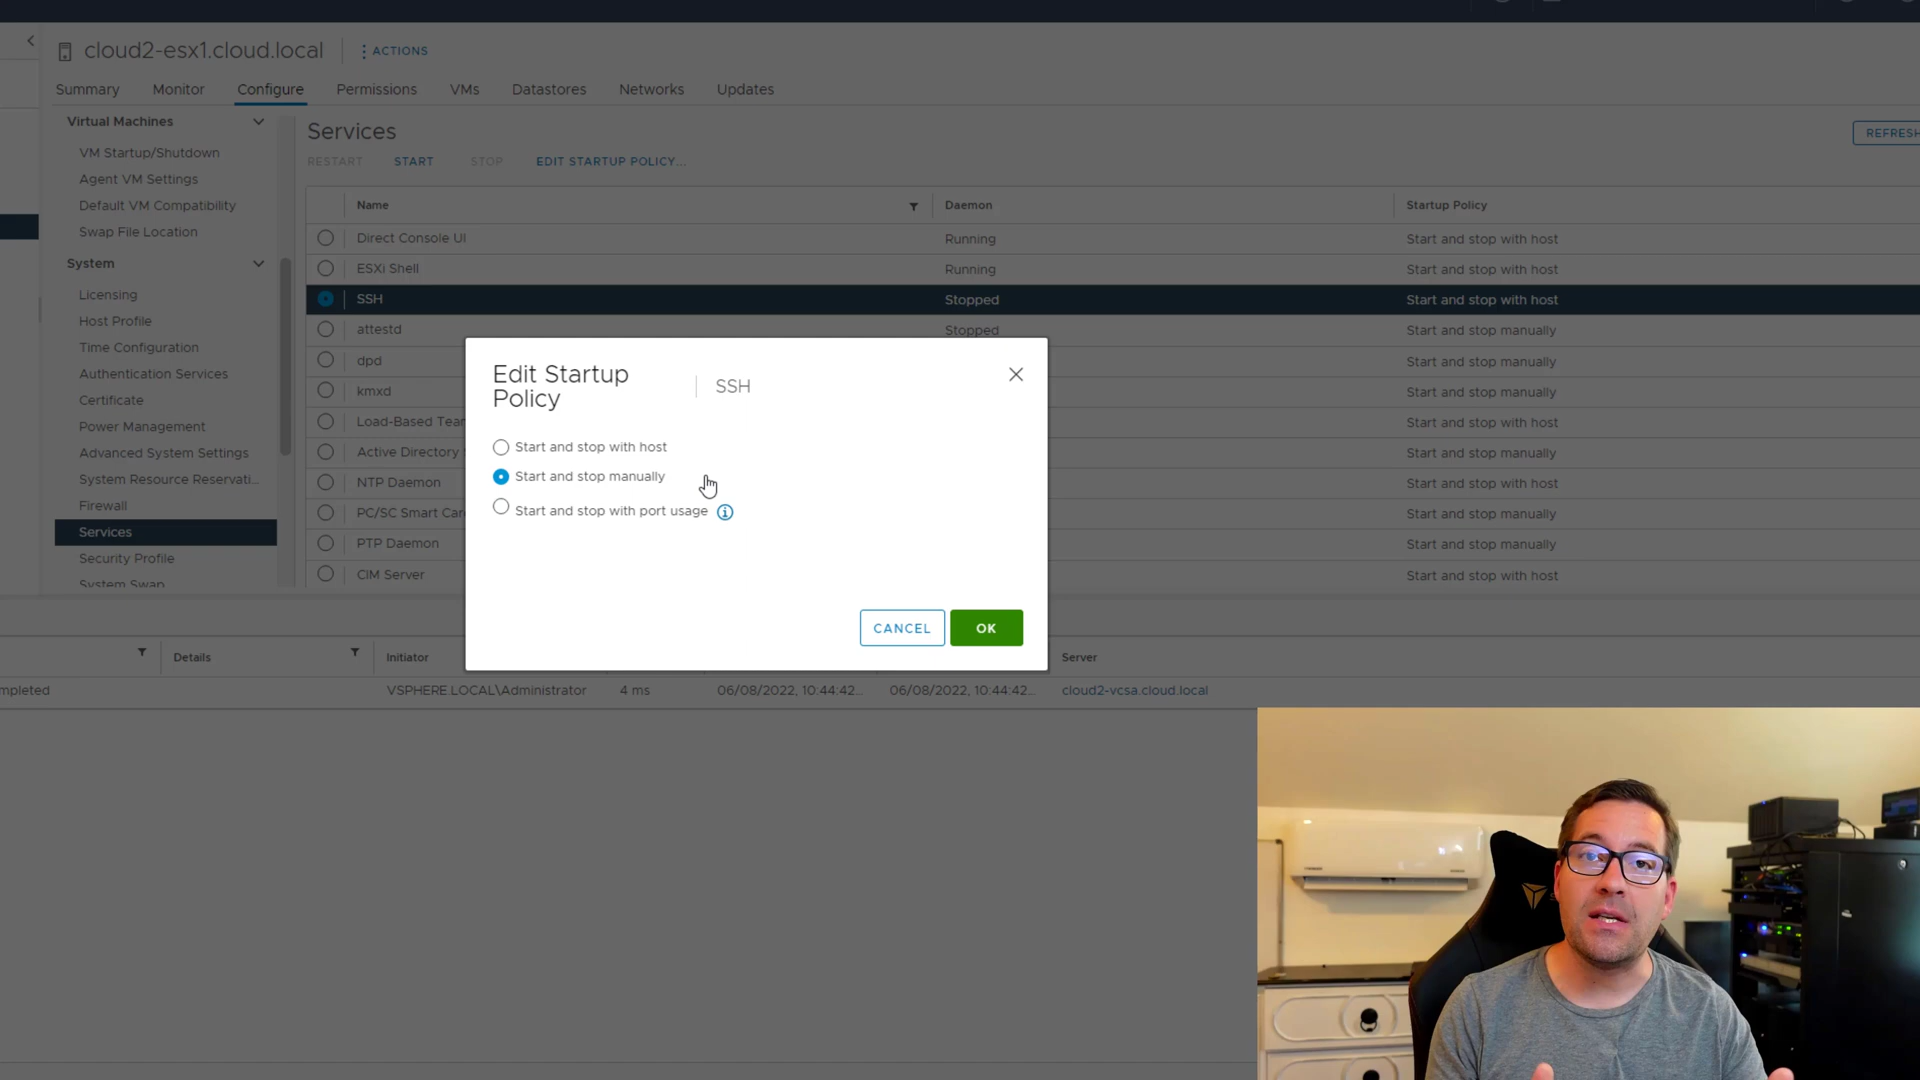 cloud2-esx1.cloud.local
ACTIONS
Summary Monitor Configure Permissions VMs Datastores Networks Updates
Virtual Machines
VM Startup/Shutdown
Agent VM Settings
Default VM Compatibility
Swap File Location
System
Licensing
Host Profile
Time Configuration
Authentication Services
Certificate
Power Management
Advanced System Settings
System Resource Reservati...
Firewall
Services
Security Profile
System Swap
Services
REFRESH
RESTART START STOP EDIT STARTUP POLICY...
Name Daemon Startup Policy
Direct Console UI Running Start and stop with host
ESXi Shell Running Start and stop with host
SSH Stopped Start and stop with host
attestd Stopped Start and stop manually
dpd Start and stop manually
kmxd Start and stop manually
Load-Based Tea Start and stop with host
Active Directory Start and stop manually
NTP Daemon Start and stop with host
PC/SC Smart Car Start and stop manually
PTP Daemon Start and stop manually
CIM Server Start and stop with host
Edit Startup
Policy
SSH
Start and stop with host
Start and stop manually
Start and stop with port usage
CANCEL OK
Details Initiator Server
mpleted VSPHERE.LOCAL\Administrator 4 ms 06/08/2022, 10:44:42... 06/08/2022, 10:44:42... cloud2-vcsa.cloud.local